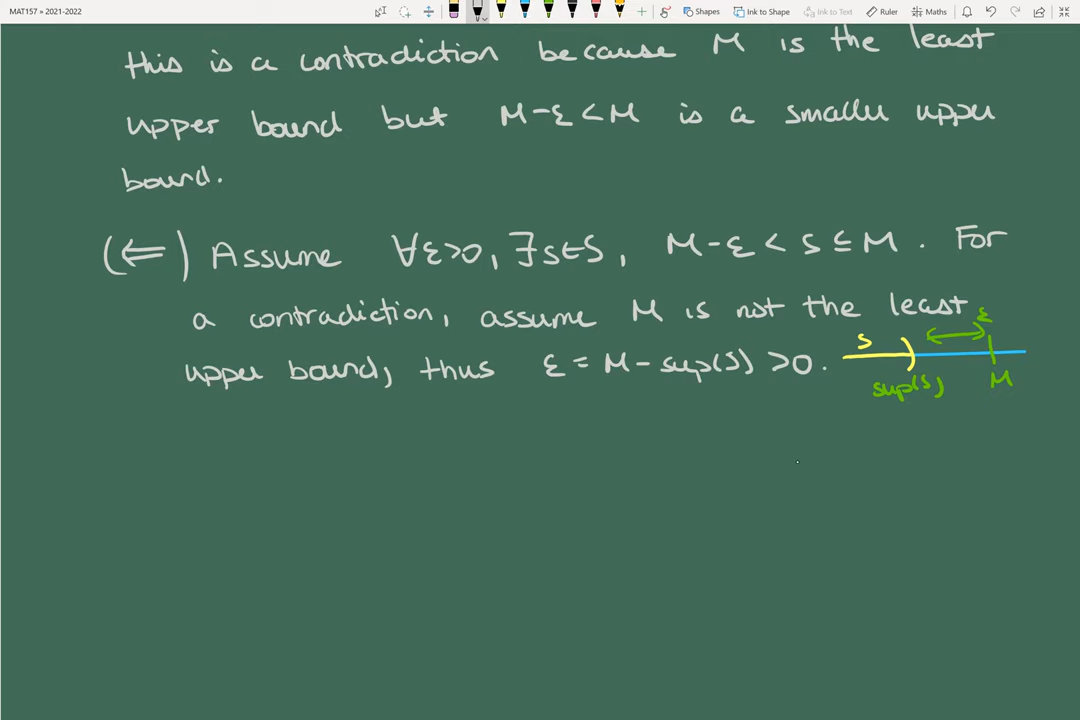 MAT157 » 2021-2022
Shapes Ink to Shape Ink to Text Ruler Maths
this is a contradiction because M is the least
upper bound but M-ε < M is a smaller upper
bound.
(⇐) Assume ∀ε>0, ∃s∈S, M-ε < s ≤ M. For
a contradiction, assume M is not the least
upper bound, thus ε = M - sup(S) > 0.
ε
S
sup(S) M